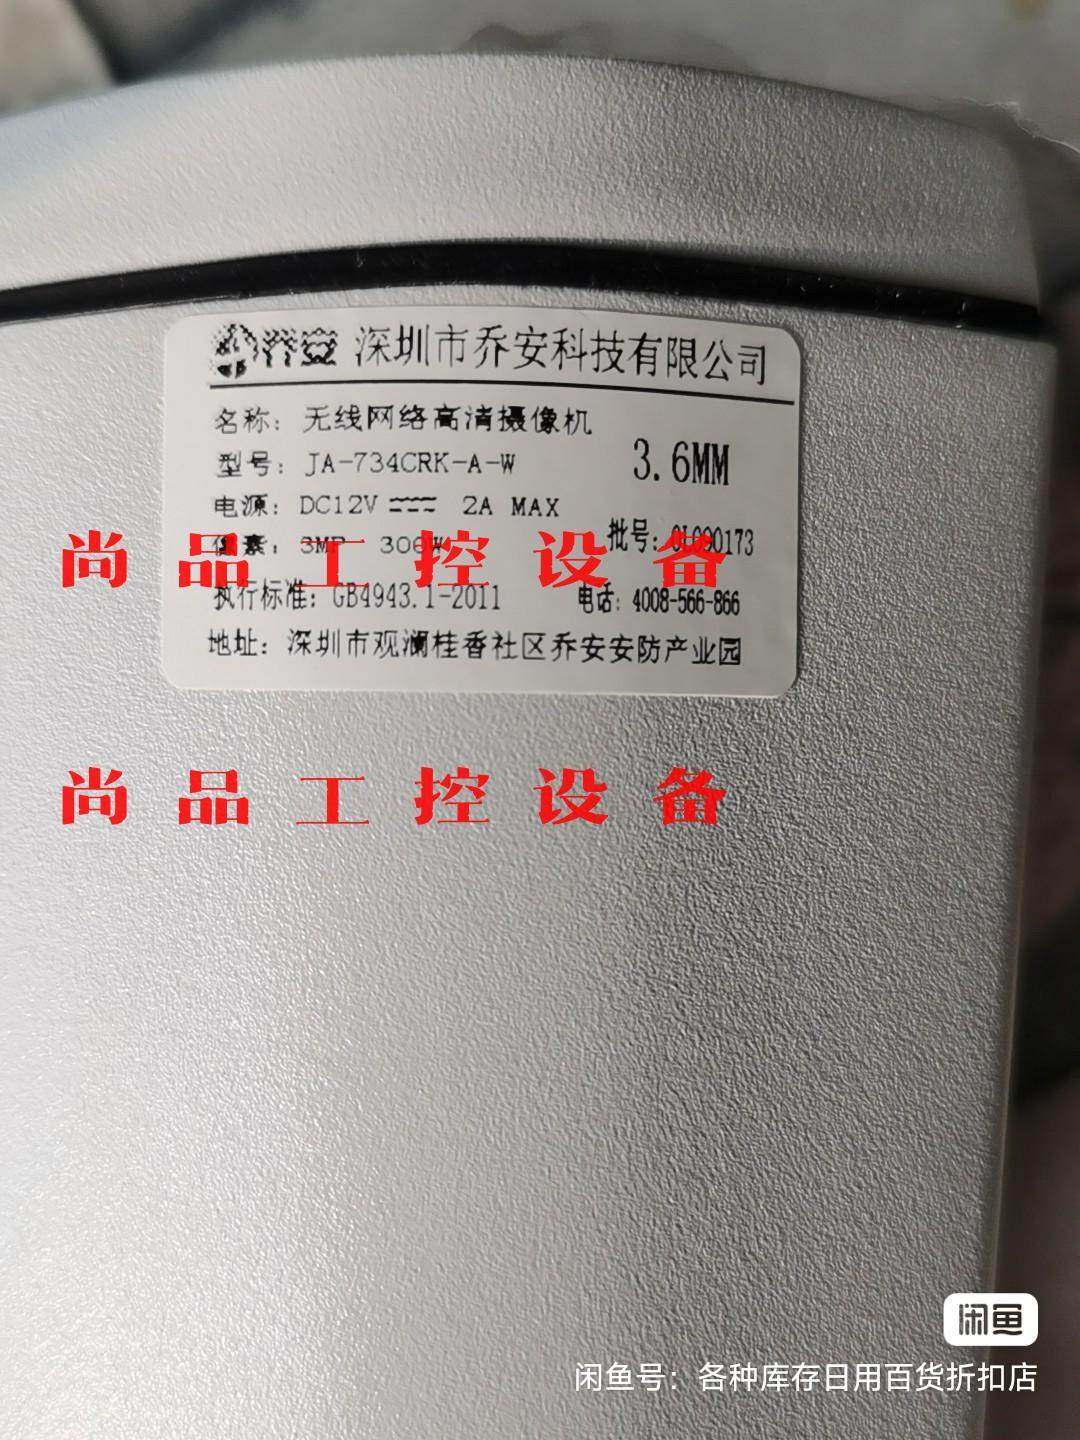 乔安 深圳市乔安科技有限公司
名称：无线网络高清摄像机
型号：JA-734CRK-A-W
3.6MM
电源：DC12V 2A MAX
像素：3MP 300W
批号：
执行标准：GB4943.1-2011
电话：4008-566-866
地址：深圳市观澜桂香社区乔安安防产业园
尚品工控设备
尚品工控设备
闲鱼
闲鱼号：各种库存日用百货折扣店